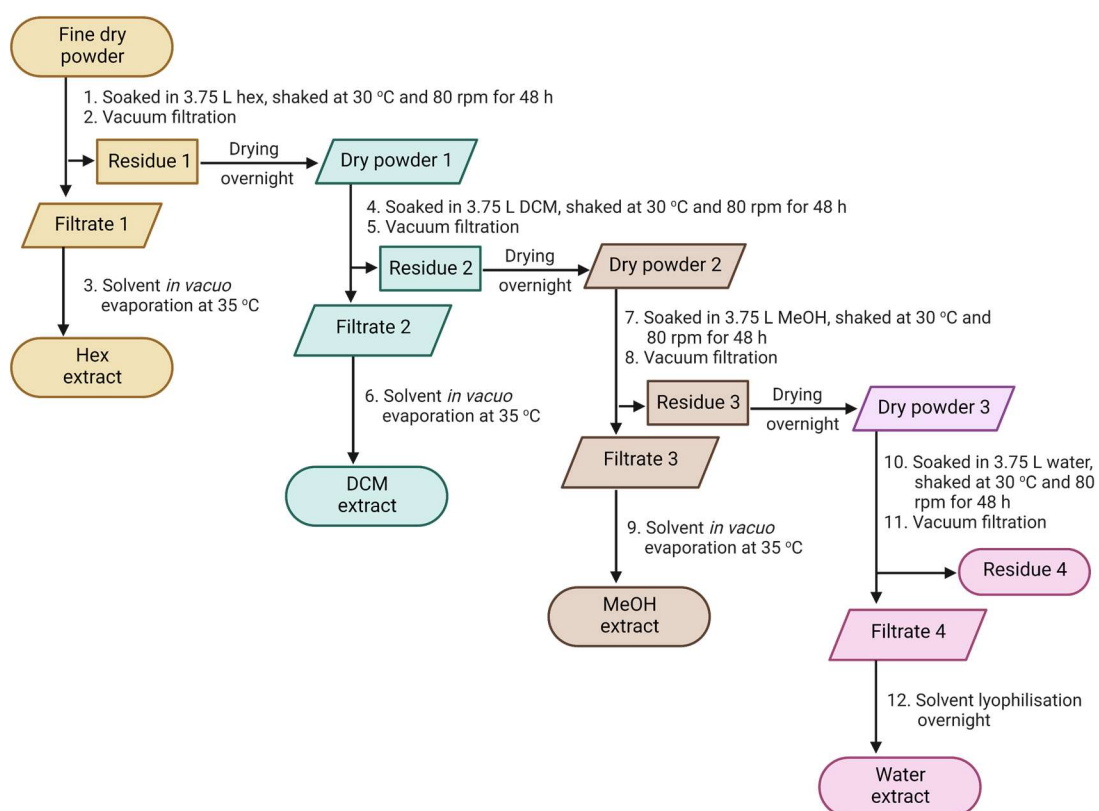 Fine dry
powder
1. Soaked in 3.75 L hex, shaked at 30 ºC and 80 rpm for 48 h
2. Vacuum filtration
Residue 1
Drying
overnight
Dry powder 1
Filtrate 1
3. Solvent in vacuo
evaporation at 35 ºC
Hex
extract
4. Soaked in 3.75 L DCM, shaked at 30 ºC and 80 rpm for 48 h
5. Vacuum filtration
Residue 2
Drying
overnight
Dry powder 2
Filtrate 2
6. Solvent in vacuo
evaporation at 35 ºC
DCM
extract
7. Soaked in 3.75 L MeOH, shaked at 30 ºC and
80 rpm for 48 h
8. Vacuum filtration
Residue 3
Drying
overnight
Dry powder 3
Filtrate 3
9. Solvent in vacuo
evaporation at 35 ºC
MeOH
extract
10. Soaked in 3.75 L water,
shaked at 30 ºC and 80
rpm for 48 h
11. Vacuum filtration
Residue 4
Filtrate 4
12. Solvent lyophilisation
overnight
Water
extract